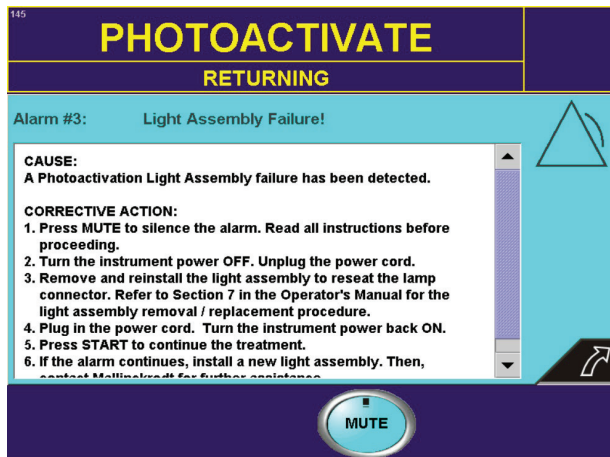 145
PHOTOACTIVATE
RETURNING
Alarm #3: Light Assembly Failure!
CAUSE:
A Photoactivation Light Assembly failure has been detected.
CORRECTIVE ACTION:
1. Press MUTE to silence the alarm. Read all instructions before
proceeding.
2. Turn the instrument power OFF. Unplug the power cord.
3. Remove and reinstall the light assembly to reseat the lamp
connector. Refer to Section 7 in the Operator's Manual for the
light assembly removal / replacement procedure.
4. Plug in the power cord. Turn the instrument power back ON.
5. Press START to continue the treatment.
6. If the alarm continues, install a new light assembly. Then,
contact Mallinckrodt for further assistance.
MUTE